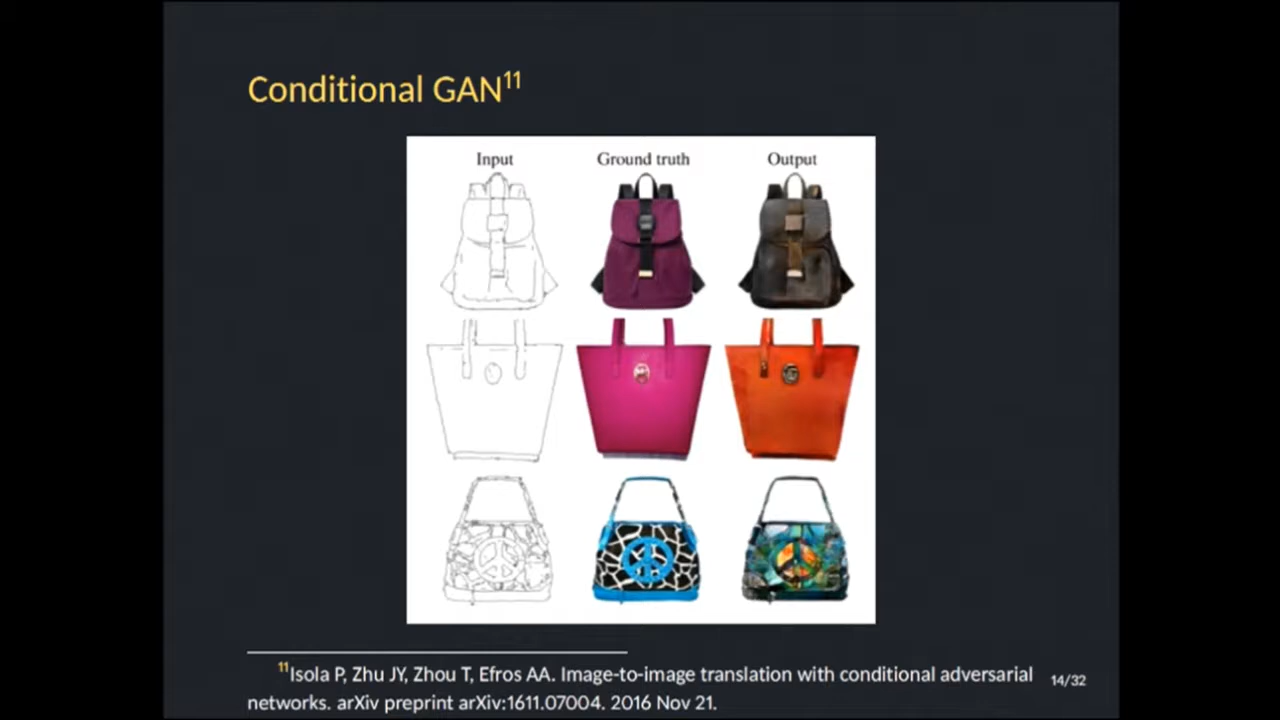 Conditional GAN¹¹
Input Ground truth Output
¹¹Isola P, Zhu JY, Zhou T, Efros AA. Image-to-image translation with conditional adversarial
networks. arXiv preprint arXiv:1611.07004. 2016 Nov 21.
14/32